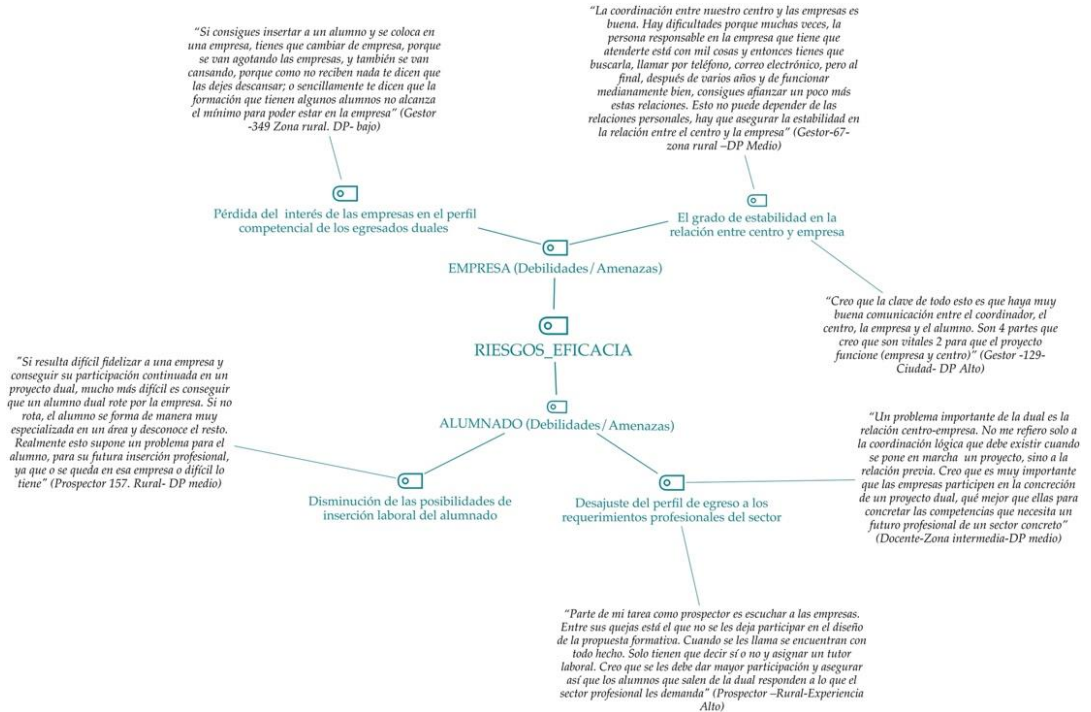 “La coordinación entre nuestro centro y las empresas es
buena. Hay dificultades porque muchas veces, la
persona responsable en la empresa que tiene que
atenderte está con mil cosas y entonces tienes que
buscarla, llamar por teléfono, correo electrónico, pero al
final, después de varios años y de funcionar
medianamente bien, consigues afianzar un poco más
estas relaciones. Esto no puede depender de las
relaciones personales, hay que asegurar la estabilidad en
la relación entre el centro y la empresa” (Gestor-67-
zona rural –DP Medio)
“Si consigues insertar a un alumno y se coloca en
una empresa, tienes que cambiar de empresa, porque
se van agotando las empresas, y también se van
cansando, porque como no reciben nada te dicen que
las dejes descansar; o sencillamente te dicen que la
formación que tienen algunos alumnos no alcanza
el mínimo para poder estar en la empresa” (Gestor
-349 Zona rural. DP- bajo)
Pérdida del interés de las empresas en el perfil
competencial de los egresados duales
El grado de estabilidad en la
relación entre centro y empresa
EMPRESA (Debilidades/Amenazas)
“Creo que la clave de todo esto es que haya muy
buena comunicación entre el coordinador, el
centro, la empresa y el alumno. Son 4 partes que
creo que son vitales 2 para que el proyecto
funcione (empresa y centro)” (Gestor -129-
Ciudad- DP Alto)
RIESGOS_EFICACIA
"Si resulta difícil fidelizar a una empresa y
conseguir su participación continuada en un
proyecto dual, mucho más difícil es conseguir
que un alumno dual rote por la empresa. Si no
rota, el alumno se forma de manera muy
especializada en un área y desconoce el resto.
Realmente esto supone un problema para el
alumno, para su futura inserción profesional,
ya que o se queda en esa empresa o difícil lo
tiene” (Prospector 157. Rural- DP medio)
ALUMNADO (Debilidades/Amenazas)
“Un problema importante de la dual es la
relación centro-empresa. No me refiero solo a
la coordinación lógica que debe existir cuando
se pone en marcha un proyecto, sino a la
relación previa. Creo que es muy importante
que las empresas participen en la concreción
de un proyecto dual, qué mejor que ellas para
concretar las competencias que necesita un
futuro profesional de un sector concreto”
(Docente-Zona intermedia-DP medio)
Disminución de las posibilidades de
inserción laboral del alumnado
Desajuste del perfil de egreso a los
requerimientos profesionales del sector
“Parte de mi tarea como prospector es escuchar a las empresas.
Entre sus quejas está el que no se les deja participar en el diseño
de la propuesta formativa. Cuando se les llama se encuentran con
todo hecho. Solo tienen que decir sí o no y asignar un tutor
laboral. Creo que se les debe dar mayor participación y asegurar
así que los alumnos que salen de la dual responden a lo que el
sector profesional les demanda” (Prospector –Rural-Experiencia
Alto)